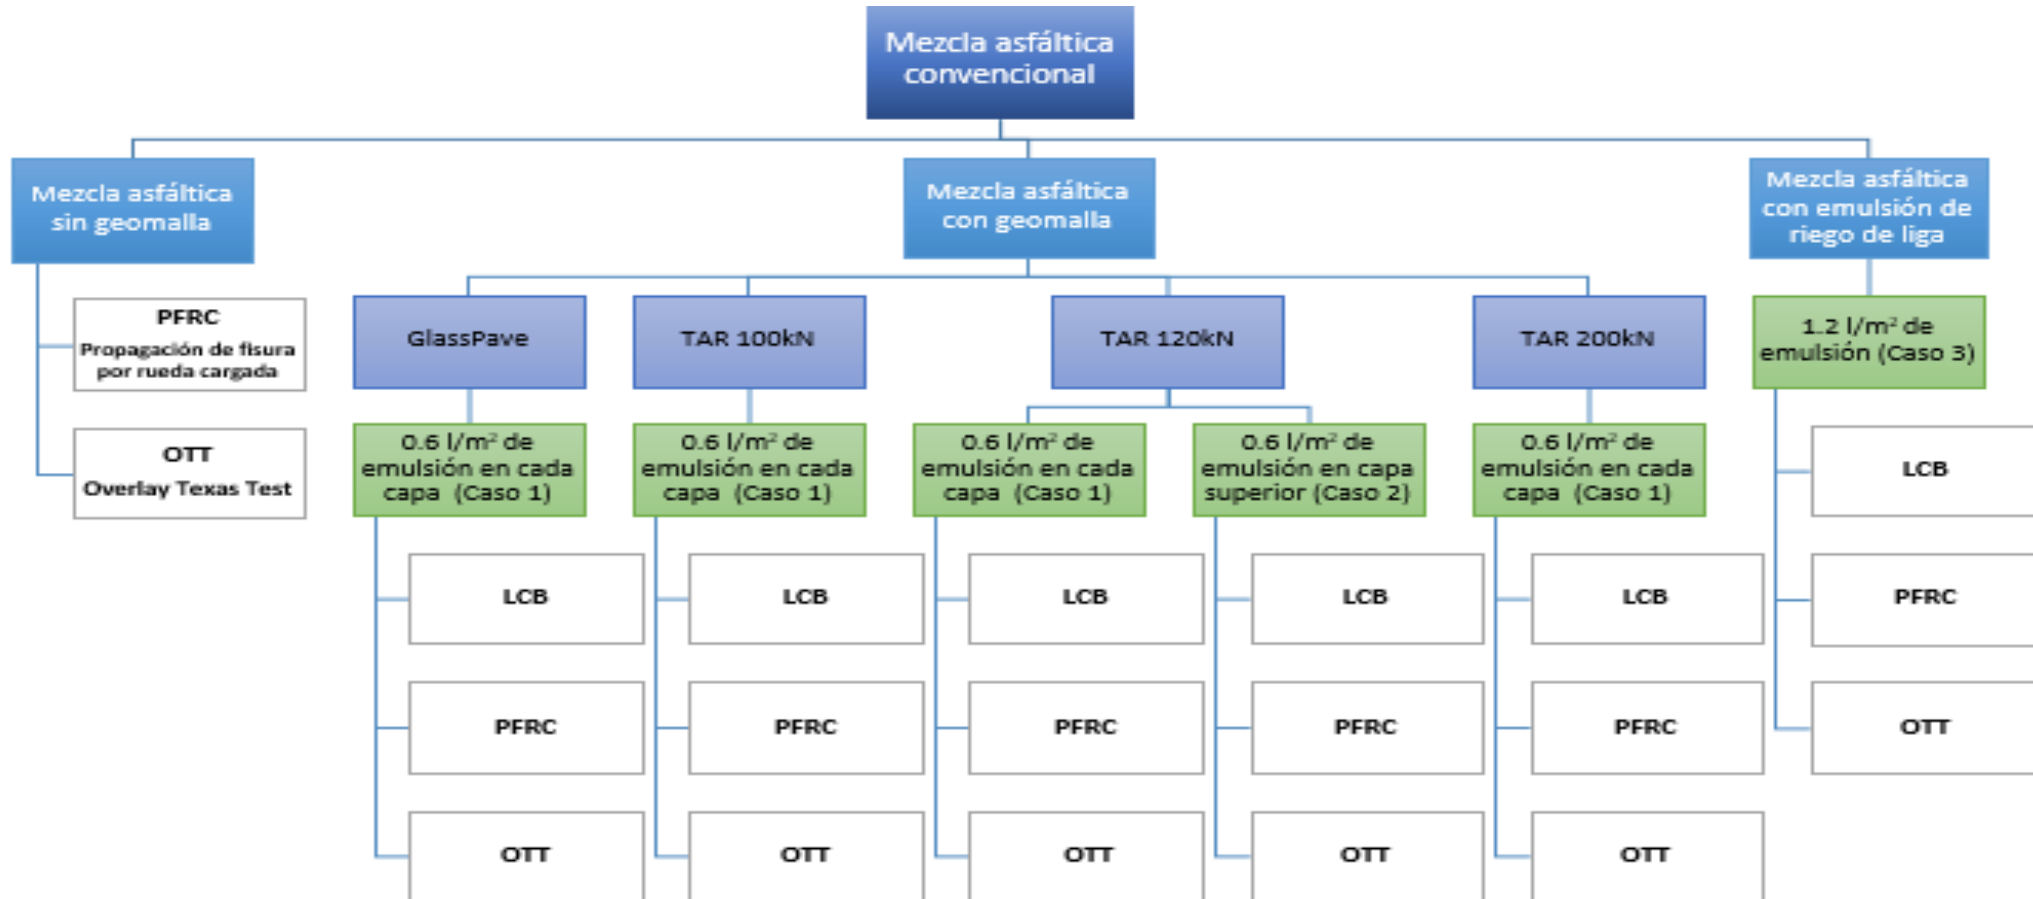 Mezcla asfáltica
convencional
Mezcla asfáltica
sin geomalla
Mezcla asfáltica
con geomalla
Mezcla asfáltica
con emulsión de
riego de liga
PFRC
Propagación de fisura
por rueda cargada
OTT
Overlay Texas Test
GlassPave
TAR 100kN
TAR 120kN
TAR 200kN
1.2 l/m² de
emulsión (Caso 3)
0.6 l/m² de
emulsión en cada
capa (Caso 1)
0.6 l/m² de
emulsión en cada
capa (Caso 1)
0.6 l/m² de
emulsión en cada
capa (Caso 1)
0.6 l/m² de
emulsión en capa
superior (Caso 2)
0.6 l/m² de
emulsión en cada
capa (Caso 1)
LCB
PFRC
OTT
LCB
PFRC
OTT
LCB
PFRC
OTT
LCB
PFRC
OTT
LCB
PFRC
OTT
LCB
PFRC
OTT